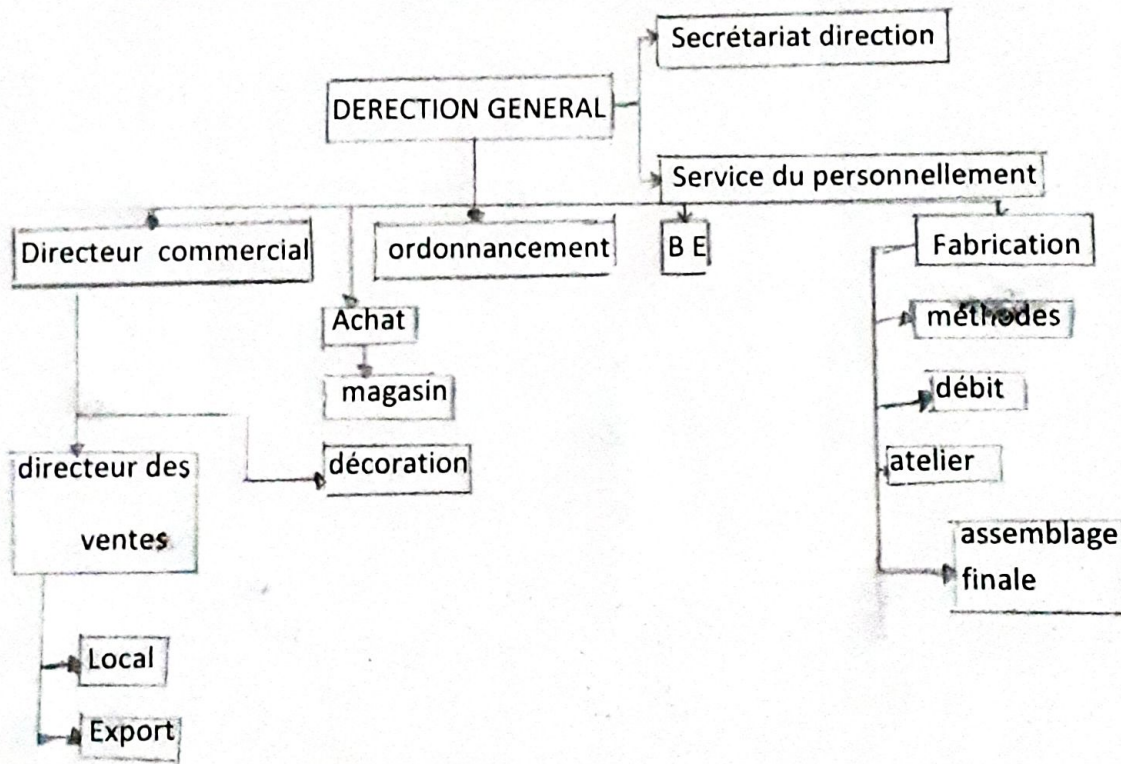 Secrétariat direction
DERECTION GENERAL
Service du personnellement
Directeur commercial
ordonnancement
B E
Fabrication
Achat
méthodes
magasin
débit
directeur des
ventes
décoration
atelier
assemblage
finale
Local
Export